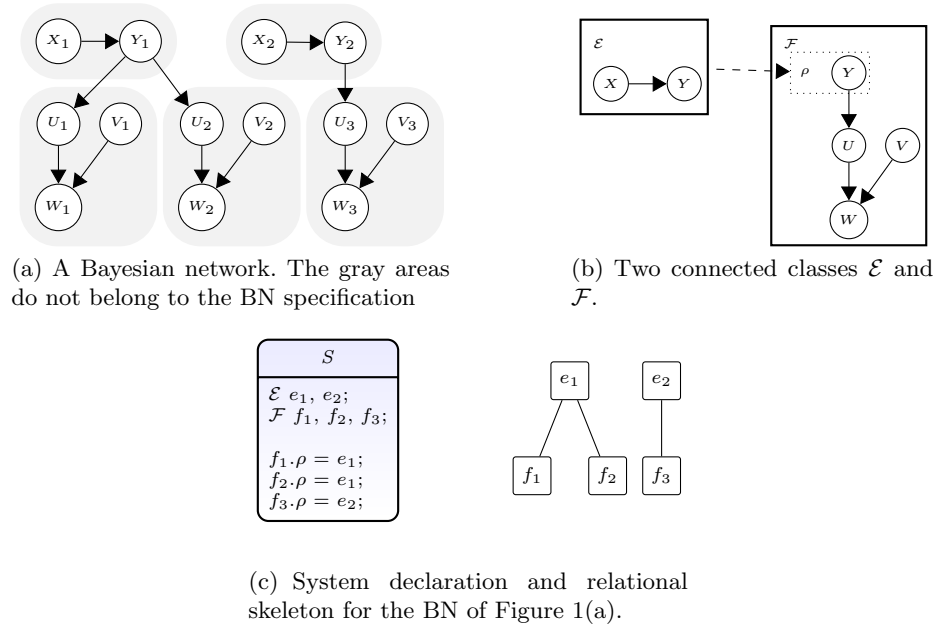 X₁ Y₁ X₂ Y₂
U₁ V₁ U₂ V₂ U₃ V₃
W₁ W₂ W₃
(a) A Bayesian network. The gray areas
do not belong to the BN specification
ℰ
X Y
ℱ
ρ Y
U V
W
(b) Two connected classes ℰ and
ℱ.
S
ℰ e₁, e₂;
ℱ f₁, f₂, f₃;
f₁.ρ = e₁;
f₂.ρ = e₁;
f₃.ρ = e₂;
e₁ e₂
f₁ f₂ f₃
(c) System declaration and relational
skeleton for the BN of Figure 1(a).